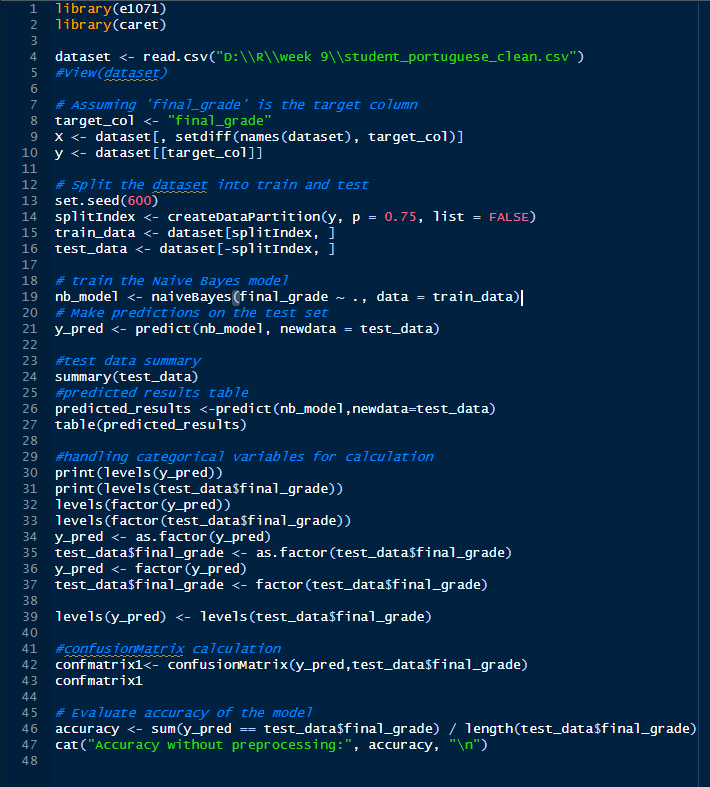 1 library(e1071)
2 library(caret)
3
4 dataset <- read.csv("D:\\R\\week 9\\student_portuguese_clean.csv")
5 #View(dataset)
6
7 # Assuming 'final_grade' is the target column
8 target_col <- "final_grade"
9 X <- dataset[, setdiff(names(dataset), target_col)]
10 y <- dataset[[target_col]]
11
12 # Split the dataset into train and test
13 set.seed(600)
14 splitIndex <- createDataPartition(y, p = 0.75, list = FALSE)
15 train_data <- dataset[splitIndex, ]
16 test_data <- dataset[-splitIndex, ]
17
18 # train the Naive Bayes model
19 nb_model <- naiveBayes(final_grade ~ ., data = train_data)
20 # Make predictions on the test set
21 y_pred <- predict(nb_model, newdata = test_data)
22
23 #test data summary
24 summary(test_data)
25 #predicted results table
26 predicted_results <-predict(nb_model,newdata=test_data)
27 table(predicted_results)
28
29 #handling categorical variables for calculation
30 print(levels(y_pred))
31 print(levels(test_data$final_grade))
32 levels(factor(y_pred))
33 levels(factor(test_data$final_grade))
34 y_pred <- as.factor(y_pred)
35 test_data$final_grade <- as.factor(test_data$final_grade)
36 y_pred <- factor(y_pred)
37 test_data$final_grade <- factor(test_data$final_grade)
38
39 levels(y_pred) <- levels(test_data$final_grade)
40
41 #confusionMatrix calculation
42 confmatrix1<- confusionMatrix(y_pred,test_data$final_grade)
43 confmatrix1
44
45 # Evaluate accuracy of the model
46 accuracy <- sum(y_pred == test_data$final_grade) / length(test_data$final_grade)
47 cat("Accuracy without preprocessing:", accuracy, "\n")
48